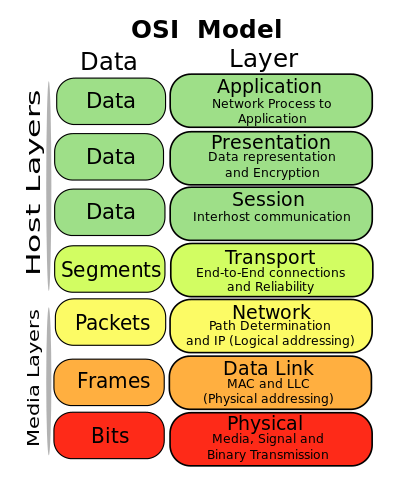 OSI Model
Data
Layer
Host Layers
Data
Application
Network Process to
Application
Data
Presentation
Data representation
and Encryption
Data
Session
Interhost communication
Segments
Transport
End-to-End connections
and Reliability
Media Layers
Packets
Network
Path Determination
and IP (Logical addressing)
Frames
Data Link
MAC and LLC
(Physical addressing)
Bits
Physical
Media, Signal and
Binary Transmission